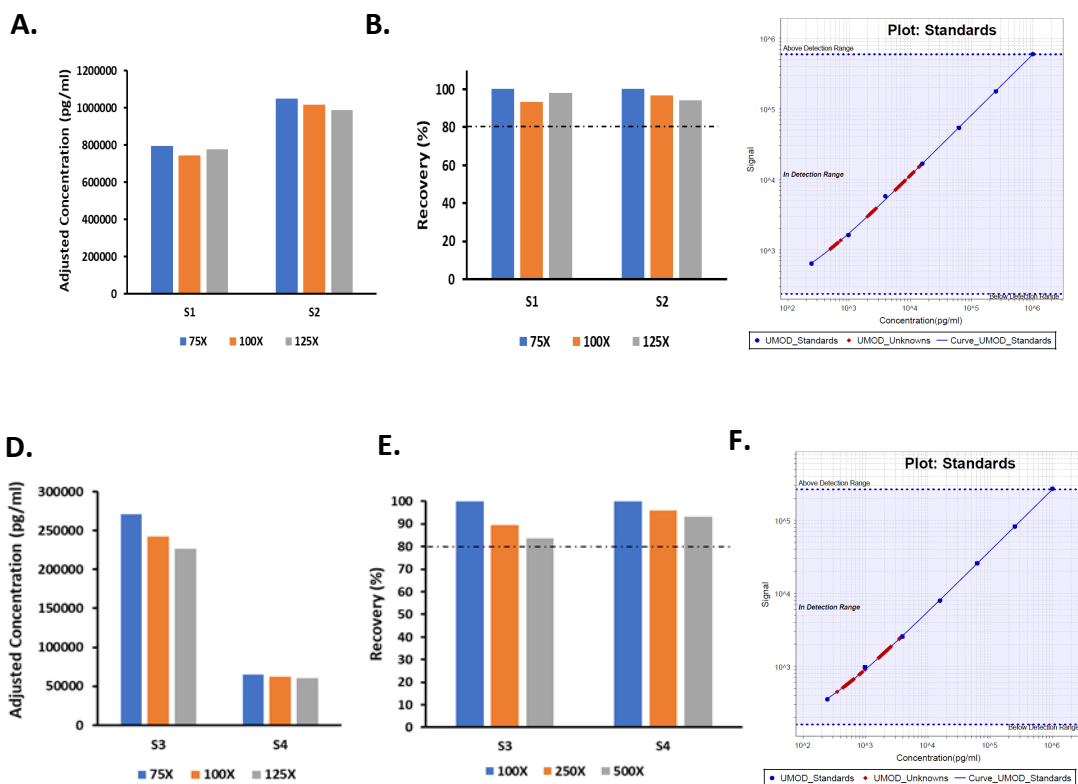 A.
Adjusted Concentration (pg/ml)
1200000
1000000
800000
600000
400000
200000
0
S1 S2
75X 100X 125X
B.
Recovery (%)
100
80
60
40
20
0
S1 S2
75X 100X 125X
Plot: Standards
Above Detection Range
In Detection Range
Below Detection Range
Signal
10^6
10^5
10^4
10^3
10^2 10^3 10^4 10^5 10^6
Concentration(pg/ml)
UMOD_Standards UMOD_Unknowns Curve_UMOD_Standards
D.
Adjusted Concentration (pg/ml)
300000
250000
200000
150000
100000
50000
0
S3 S4
75X 100X 125X
E.
Recovery (%)
100
90
80
70
60
50
40
30
20
10
0
S3 S4
100X 250X 500X
F.
Plot: Standards
Above Detection Range
In Detection Range
Below Detection Range
Signal
10^5
10^4
10^3
10^2 10^3 10^4 10^5 10^6
Concentration(pg/ml)
UMOD_Standards UMOD_Unknowns Curve_UMOD_Standards